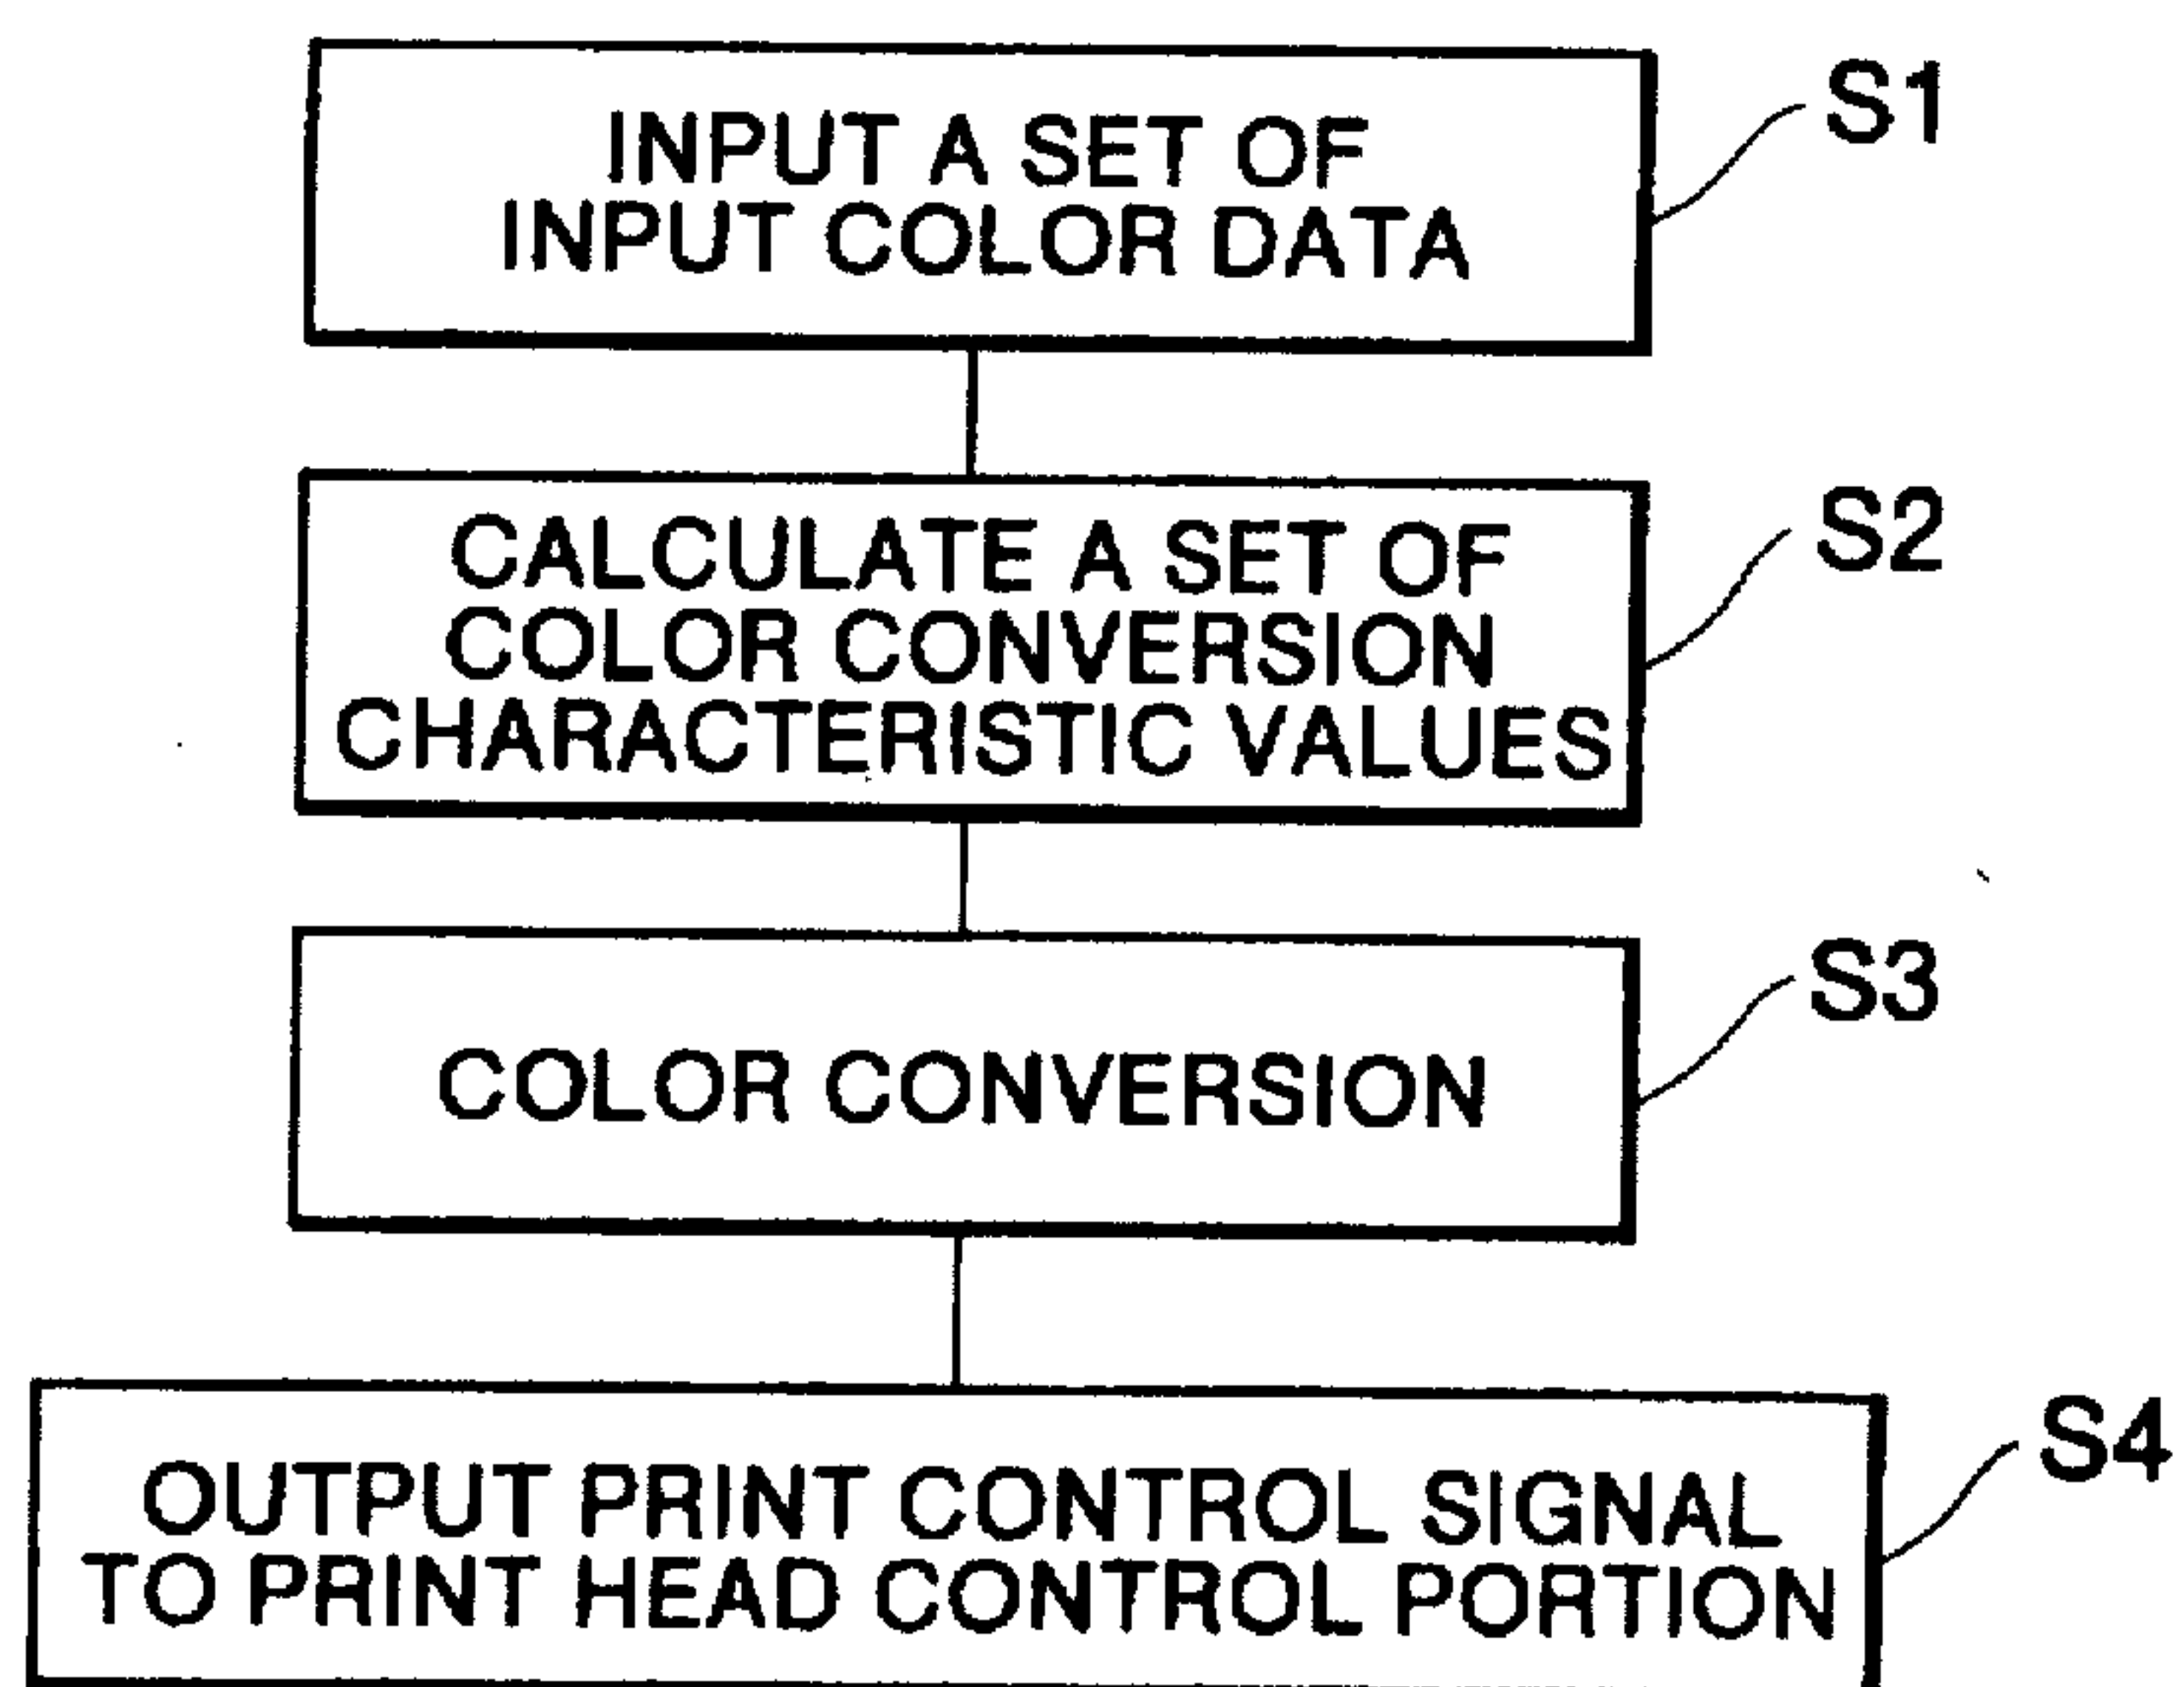 INPUT A SET OF
INPUT COLOR DATA
S1
CALCULATE A SET OF
COLOR CONVERSION
CHARACTERISTIC VALUES
S2
COLOR CONVERSION
S3
OUTPUT PRINT CONTROL SIGNAL
TO PRINT HEAD CONTROL PORTION
S4